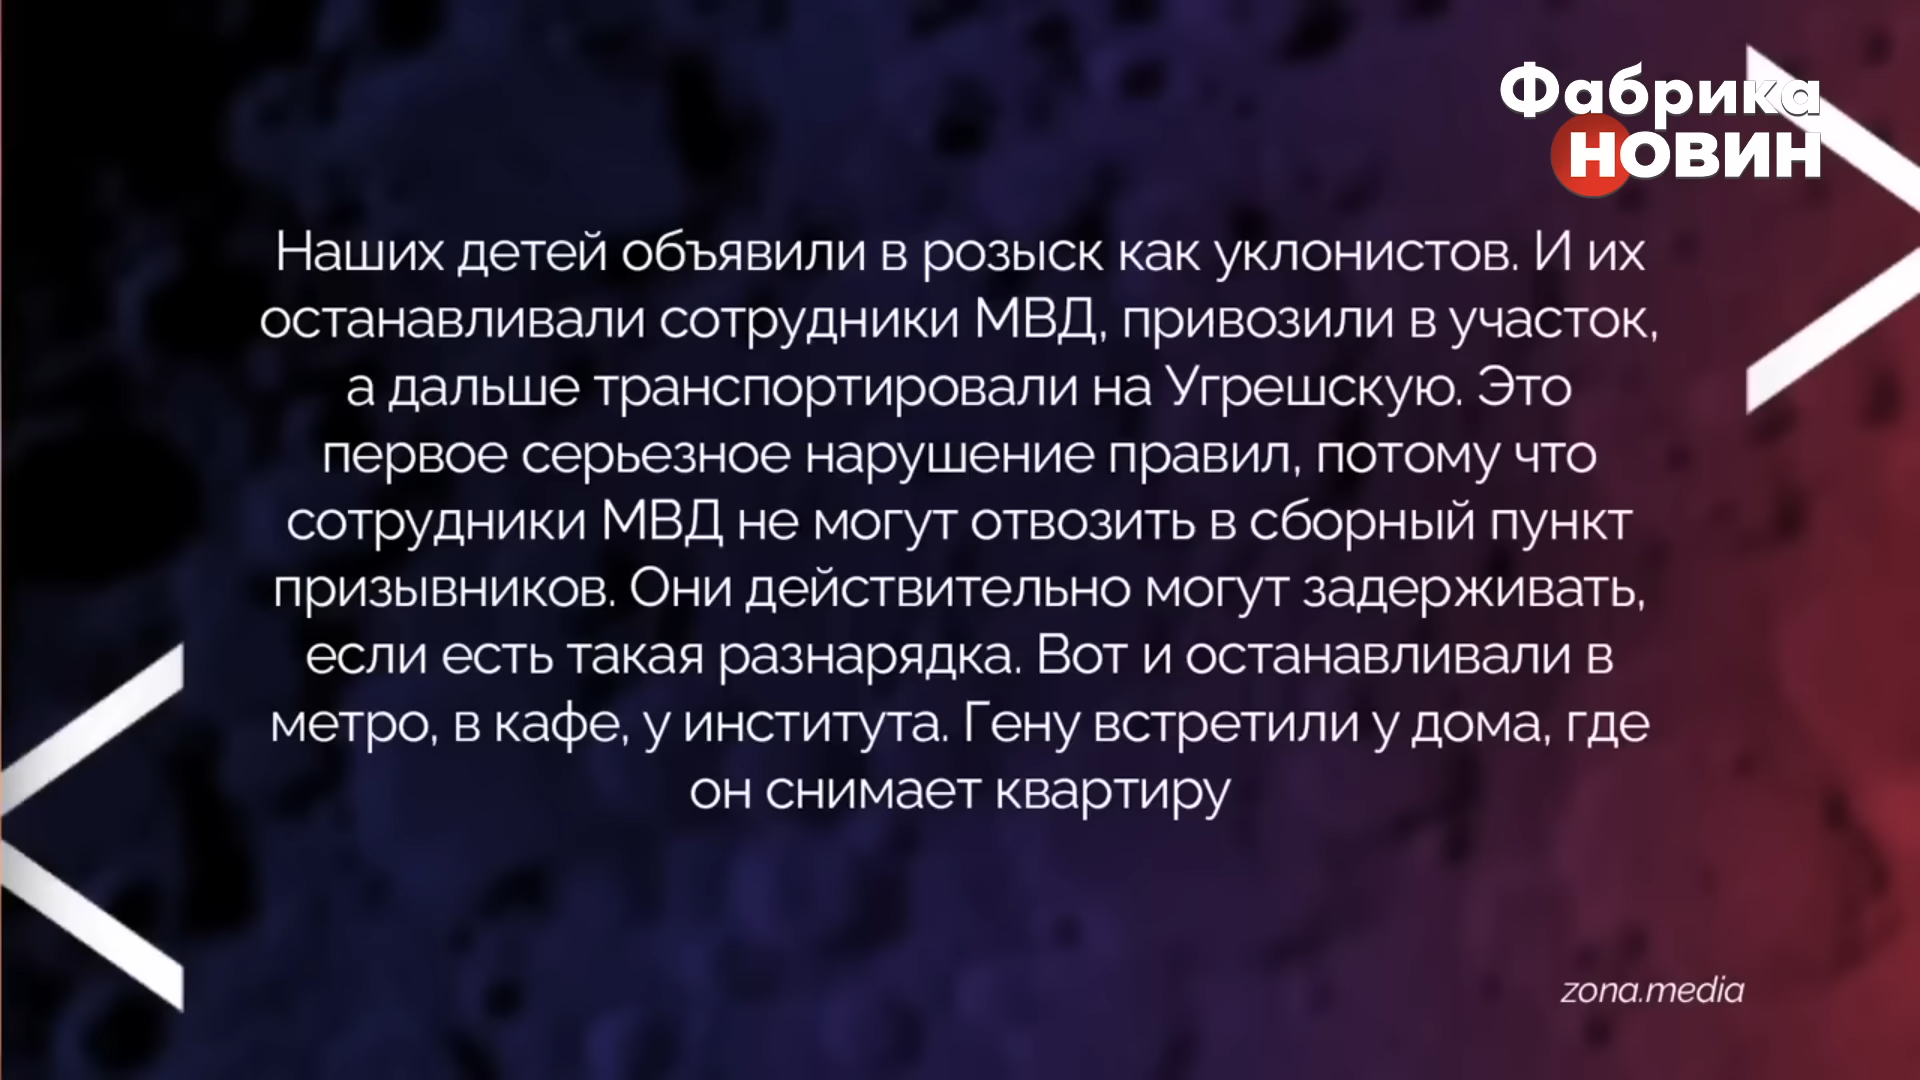 Фабрика
новин
Наших детей объявили в розыск как уклонистов. И их
останавливали сотрудники МВД, привозили в участок,
а дальше транспортировали на Угрешскую. Это
первое серьезное нарушение правил, потому что
сотрудники МВД не могут отвозить в сборный пункт
призывников. Они действительно могут задерживать,
если есть такая разнарядка. Вот и останавливали в
метро, в кафе, у института. Гену встретили у дома, где
он снимает квартиру
zona.media